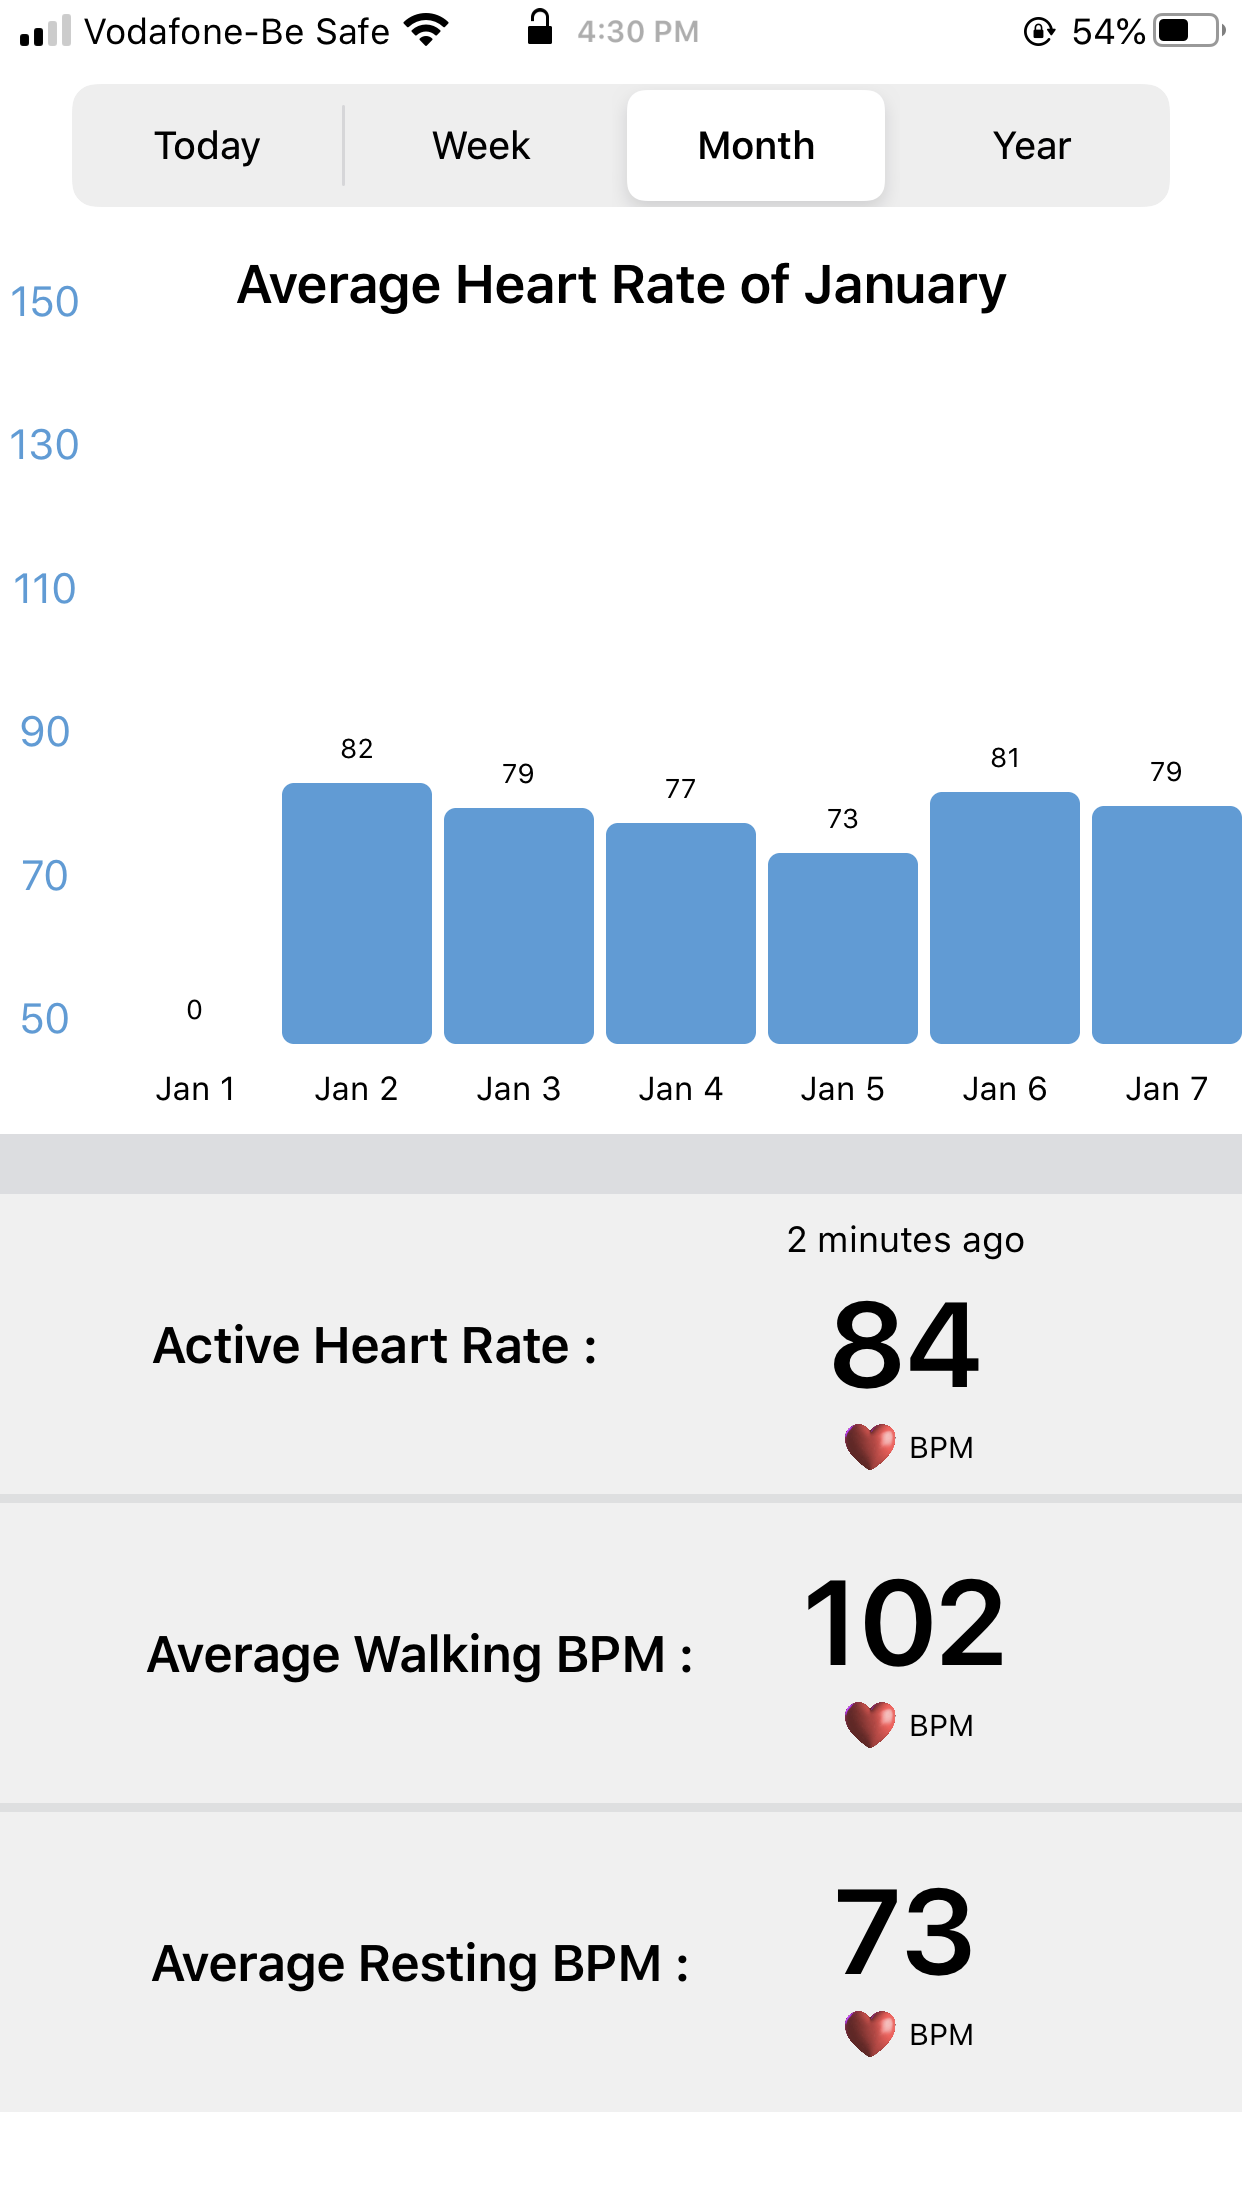 Vodafone-Be Safe 4:30 PM 54%
Today Week Month Year
Average Heart Rate of January
150
130
110
90
70
50
0 82 79 77 73 81 79
Jan 1 Jan 2 Jan 3 Jan 4 Jan 5 Jan 6 Jan 7
2 minutes ago
Active Heart Rate : 84
BPM
Average Walking BPM : 102
BPM
Average Resting BPM : 73
BPM